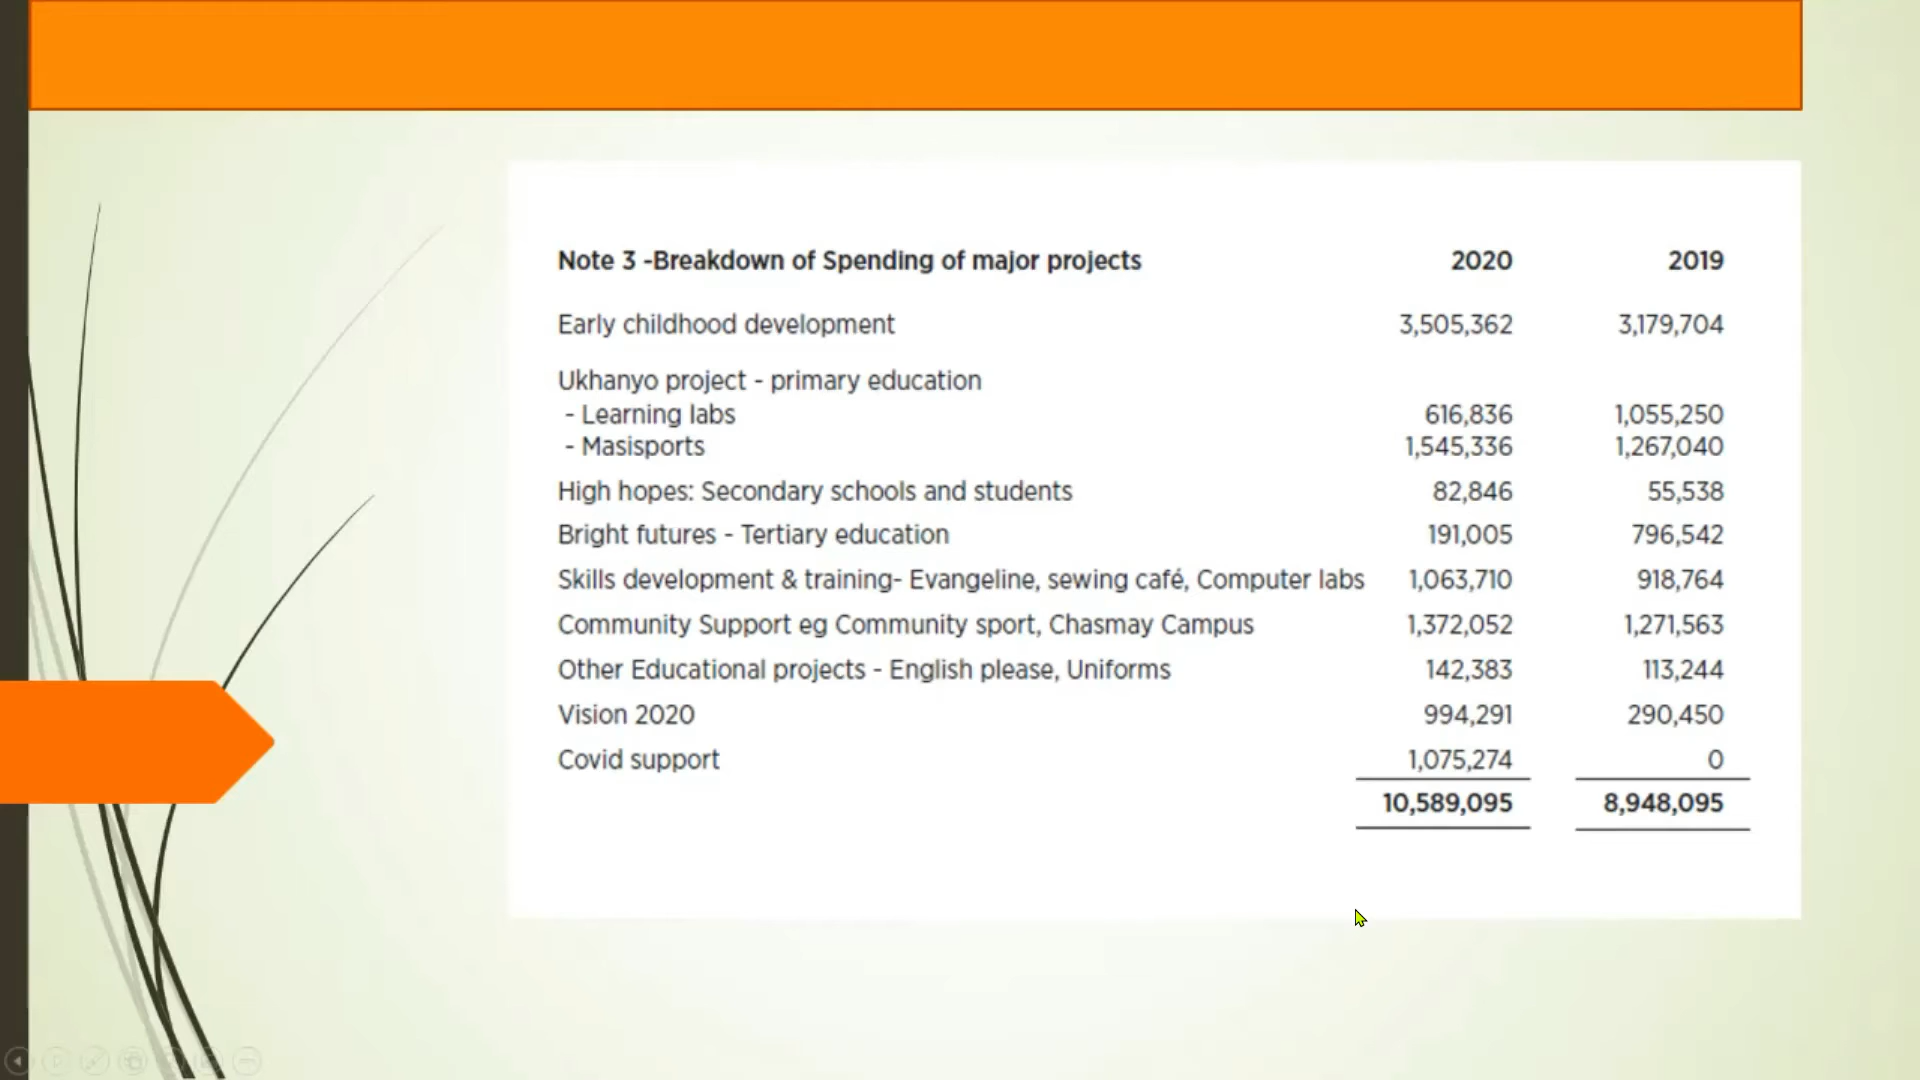 Note 3 -Breakdown of Spending of major projects 2020 2019
Early childhood development 3,505,362 3,179,704
Ukhanyo project - primary education
- Learning labs 616,836 1,055,250
- Masisports 1,545,336 1,267,040
High hopes: Secondary schools and students 82,846 55,538
Bright futures - Tertiary education 191,005 796,542
Skills development & training- Evangeline, sewing café, Computer labs 1,063,710 918,764
Community Support eg Community sport, Chasmay Campus 1,372,052 1,271,563
Other Educational projects - English please, Uniforms 142,383 113,244
Vision 2020 994,291 290,450
Covid support 1,075,274 0
10,589,095 8,948,095